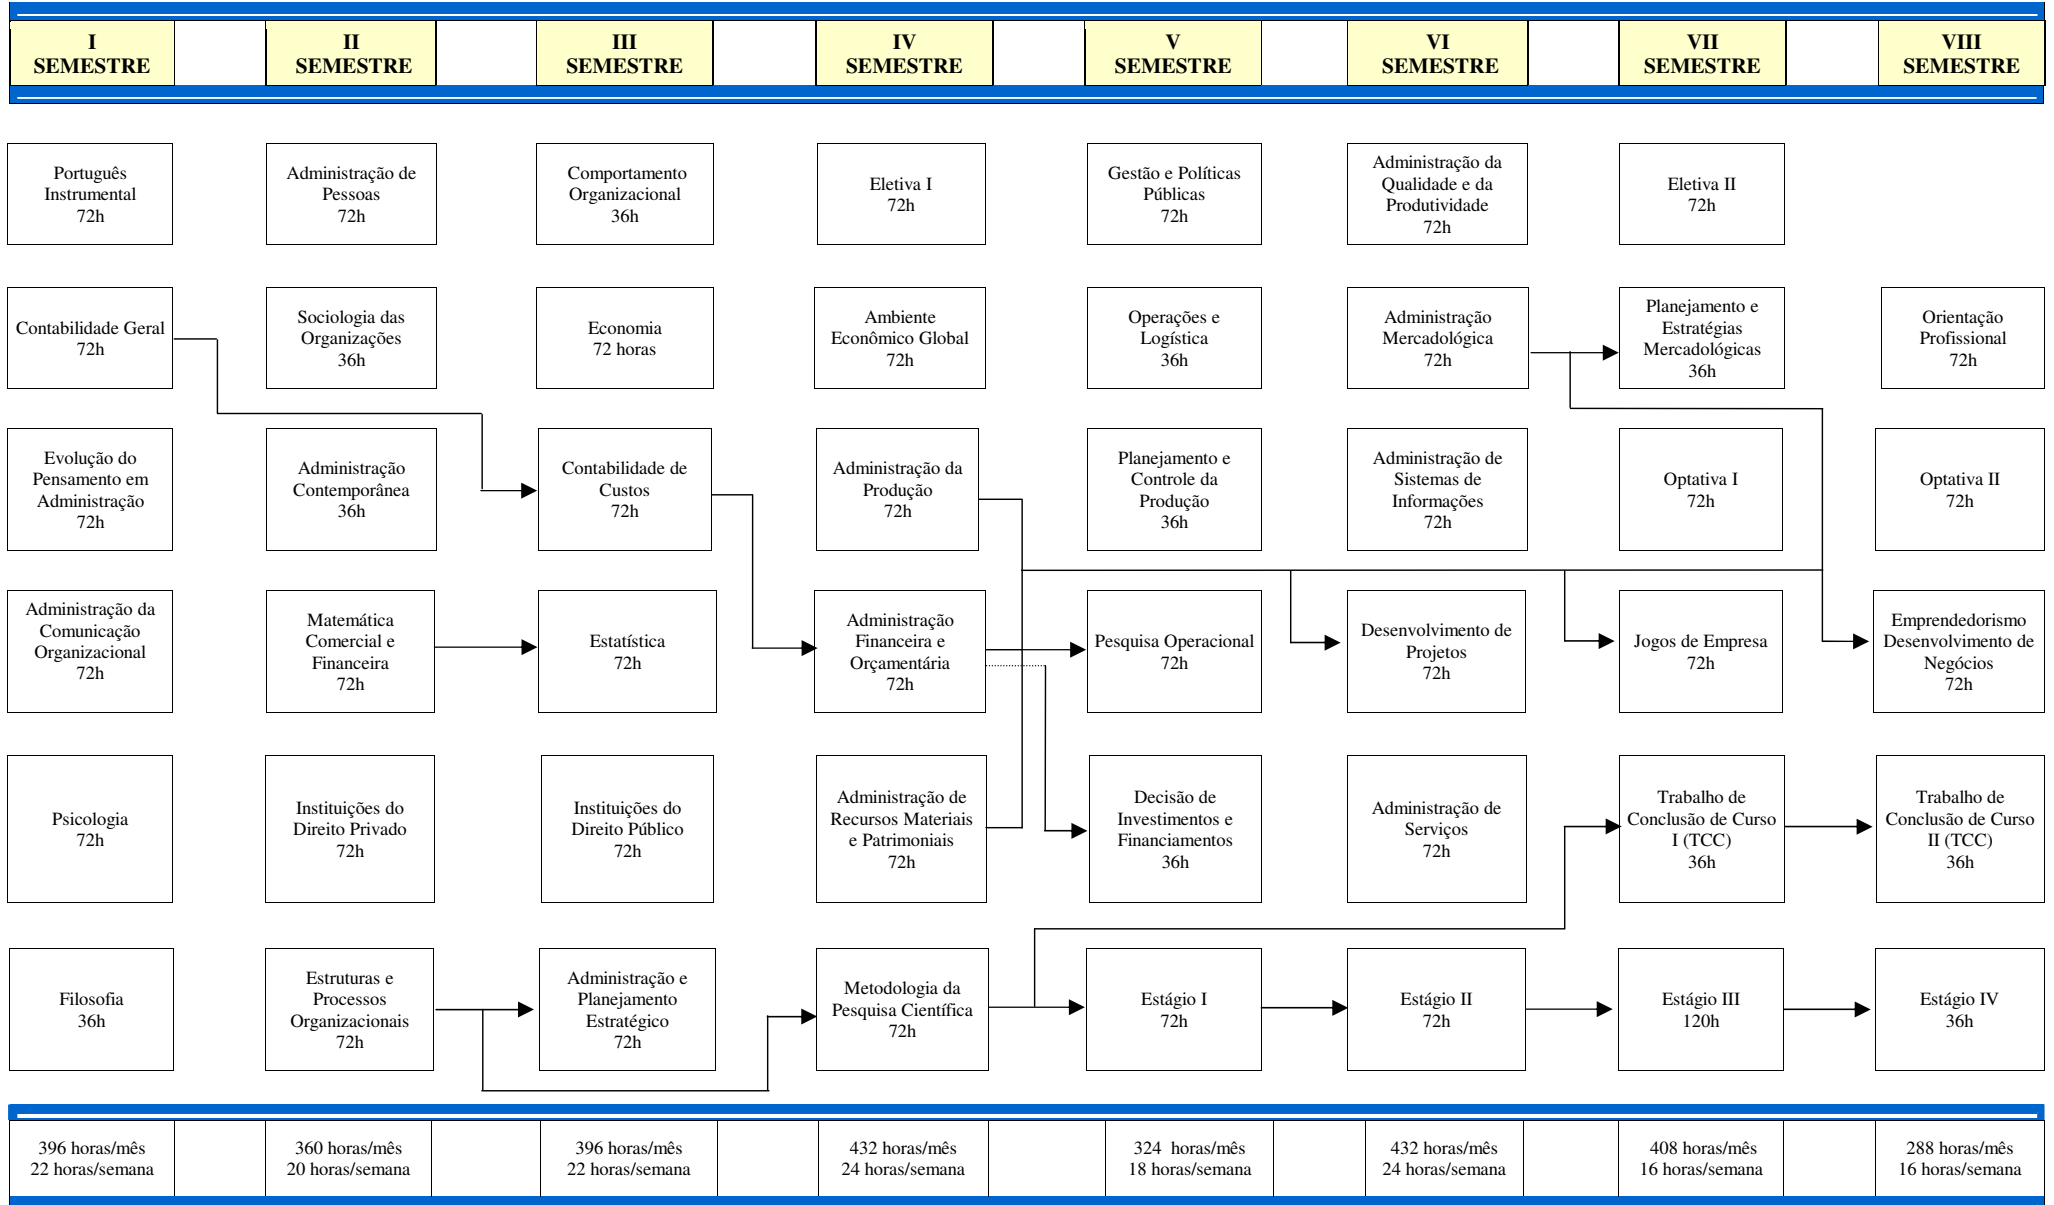 I
SEMESTRE
II
SEMESTRE
III
SEMESTRE
IV
SEMESTRE
V
SEMESTRE
VI
SEMESTRE
VII
SEMESTRE
VIII
SEMESTRE
Português
Instrumental
72h
Administração de
Pessoas
72h
Comportamento
Organizacional
36h
Eletiva I
72h
Gestão e Políticas
Públicas
72h
Administração da
Qualidade e da
Produtividade
72h
Eletiva II
72h
Contabilidade Geral
72h
Sociologia das
Organizações
36h
Economia
72 horas
Ambiente
Econômico Global
72h
Operações e
Logística
36h
Administração
Mercadológica
72h
Planejamento e
Estratégias
Mercadológicas
36h
Orientação
Profissional
72h
Evolução do
Pensamento em
Administração
72h
Administração
Contemporânea
36h
Contabilidade de
Custos
72h
Administração da
Produção
72h
Planejamento e
Controle da
Produção
36h
Administração de
Sistemas de
Informações
72h
Optativa I
72h
Optativa II
72h
Administração da
Comunicação
Organizacional
72h
Matemática
Comercial e
Financeira
72h
Estatística
72h
Administração
Financeira e
Orçamentária
72h
Pesquisa Operacional
72h
Desenvolvimento de
Projetos
72h
Jogos de Empresa
72h
Emprendedorismo
Desenvolvimento de
Negócios
72h
Psicologia
72h
Instituições do
Direito Privado
72h
Instituições do
Direito Público
72h
Administração de
Recursos Materiais
e Patrimoniais
72h
Decisão de
Investimentos e
Financiamentos
36h
Administração de
Serviços
72h
Trabalho de
Conclusão de Curso
I (TCC)
36h
Trabalho de
Conclusão de Curso
II (TCC)
36h
Filosofia
36h
Estruturas e
Processos
Organizacionais
72h
Administração e
Planejamento
Estratégico
72h
Metodologia da
Pesquisa Científica
72h
Estágio I
72h
Estágio II
72h
Estágio III
120h
Estágio IV
36h
396 horas/mês
22 horas/semana
360 horas/mês
20 horas/semana
396 horas/mês
22 horas/semana
432 horas/mês
24 horas/semana
324 horas/mês
18 horas/semana
432 horas/mês
24 horas/semana
408 horas/mês
16 horas/semana
288 horas/mês
16 horas/semana